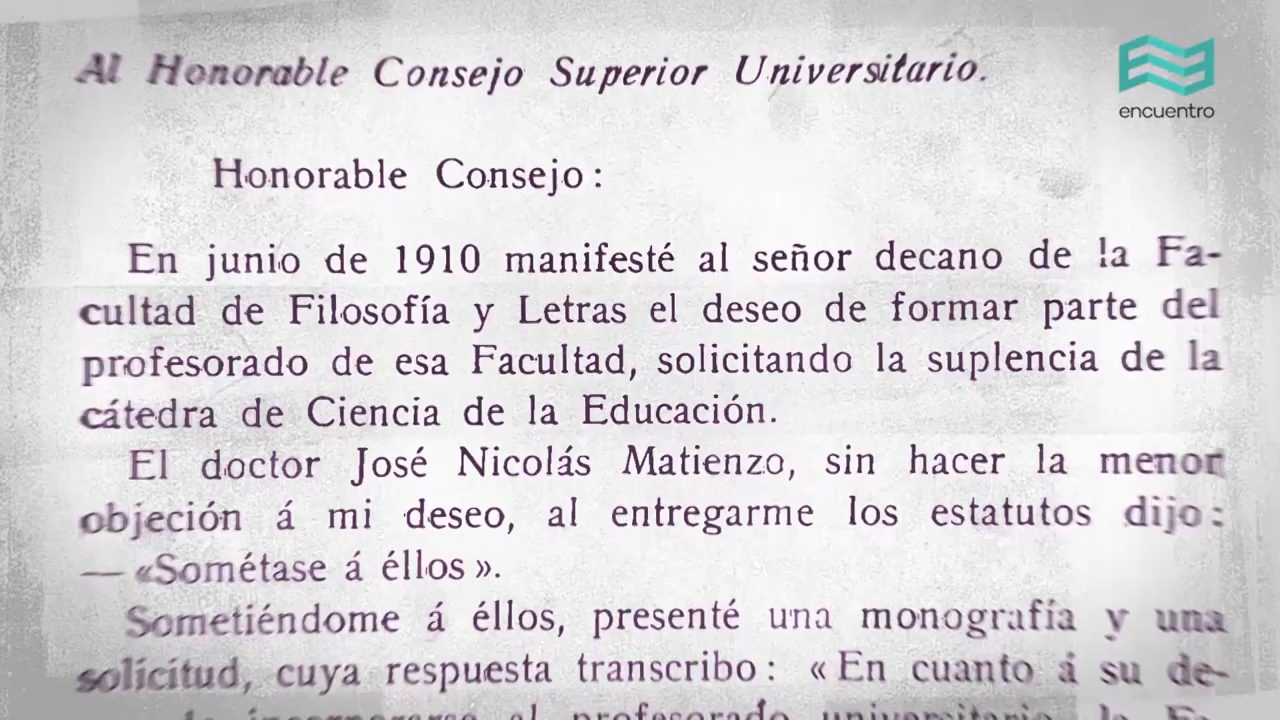 Al Honorable Consejo Superior Universitario.
encuentro
Honorable Consejo:
En junio de 1910 manifesté al señor decano de la Fa-
cultad de Filosofía y Letras el deseo de formar parte del
profesorado de esa Facultad, solicitando la suplencia de la
cátedra de Ciencia de la Educación.
El doctor José Nicolás Matienzo, sin hacer la menor
objeción á mi deseo, al entregarme los estatutos dijo:
— «Sométase á éllos».
Sometiéndome á éllos, presenté una monografía y una
solicitud, cuya respuesta transcribo: «En cuanto á su de-
al profesorado